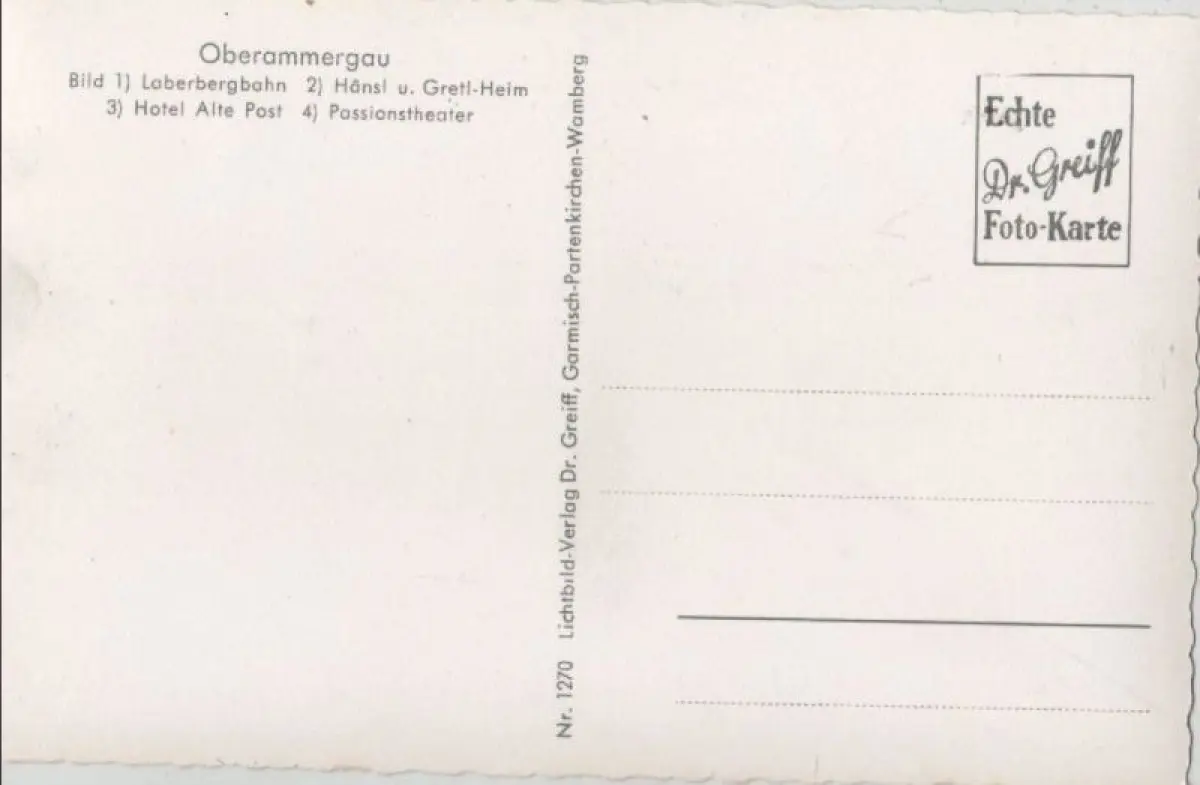 Oberammergau
Bild 1) Laberbergbahn 2) Hänsl u. Gretl-Heim
3) Hotel Alte Post 4) Passionstheater
Nr. 1270 Lichtbild-Verlag Dr. Greiff, Garmisch-Partenkirchen-Wamberg
Echte
Dr. Greiff
Foto-Karte